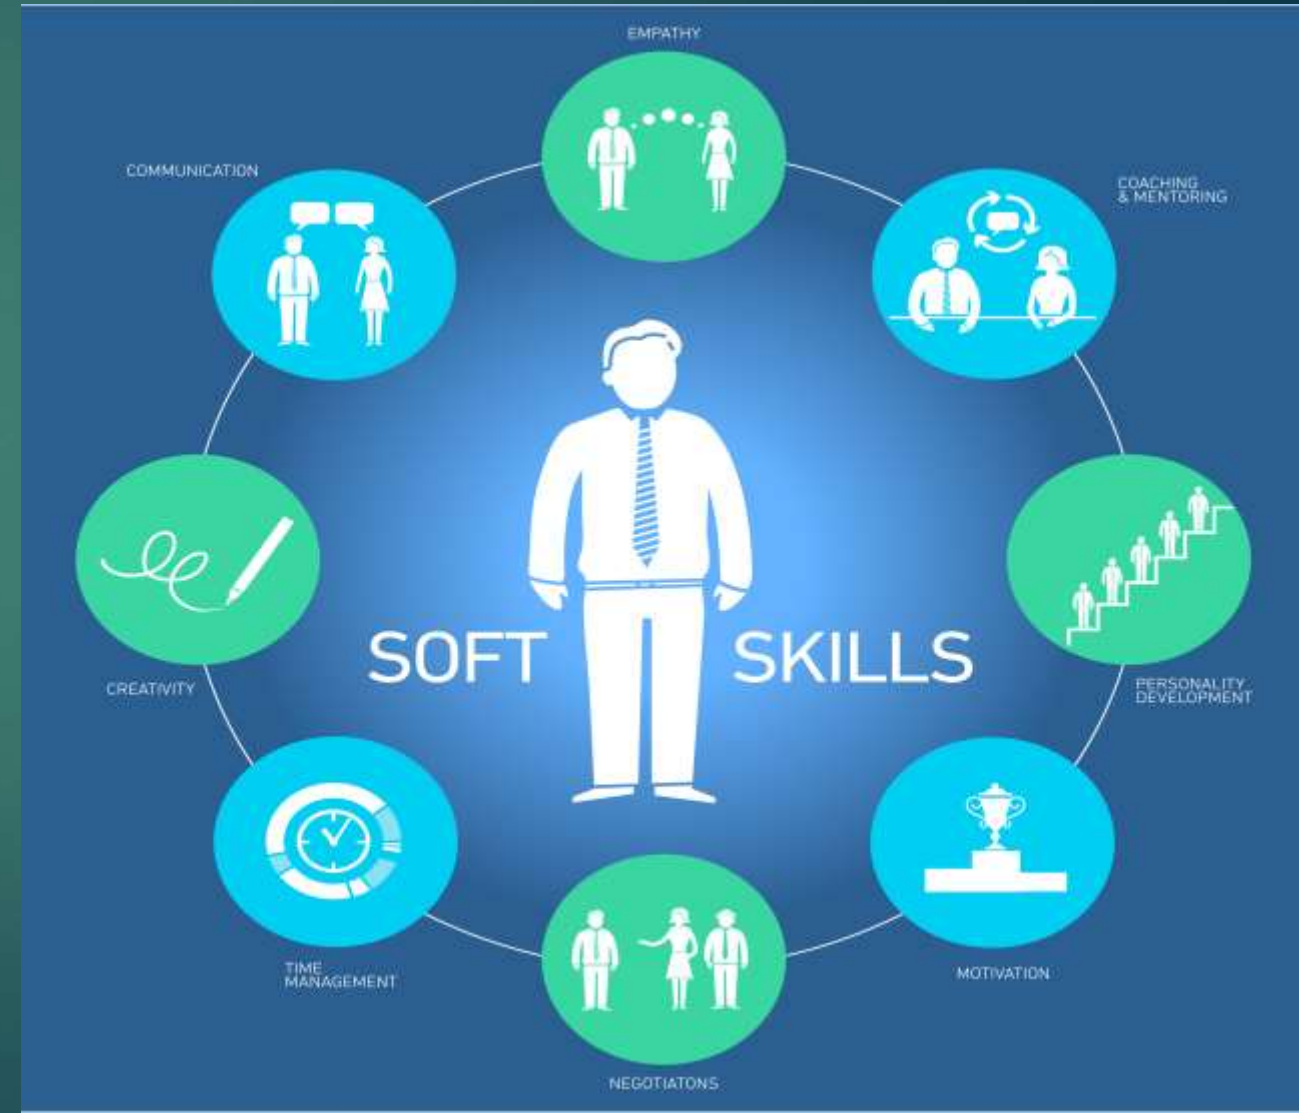 EMPATHY
COMMUNICATION
COACHING
& MENTORING
SOFT SKILLS
CREATIVITY
PERSONALITY
DEVELOPMENT
TIME
MANAGEMENT
MOTIVATION
NEGOTIATONS